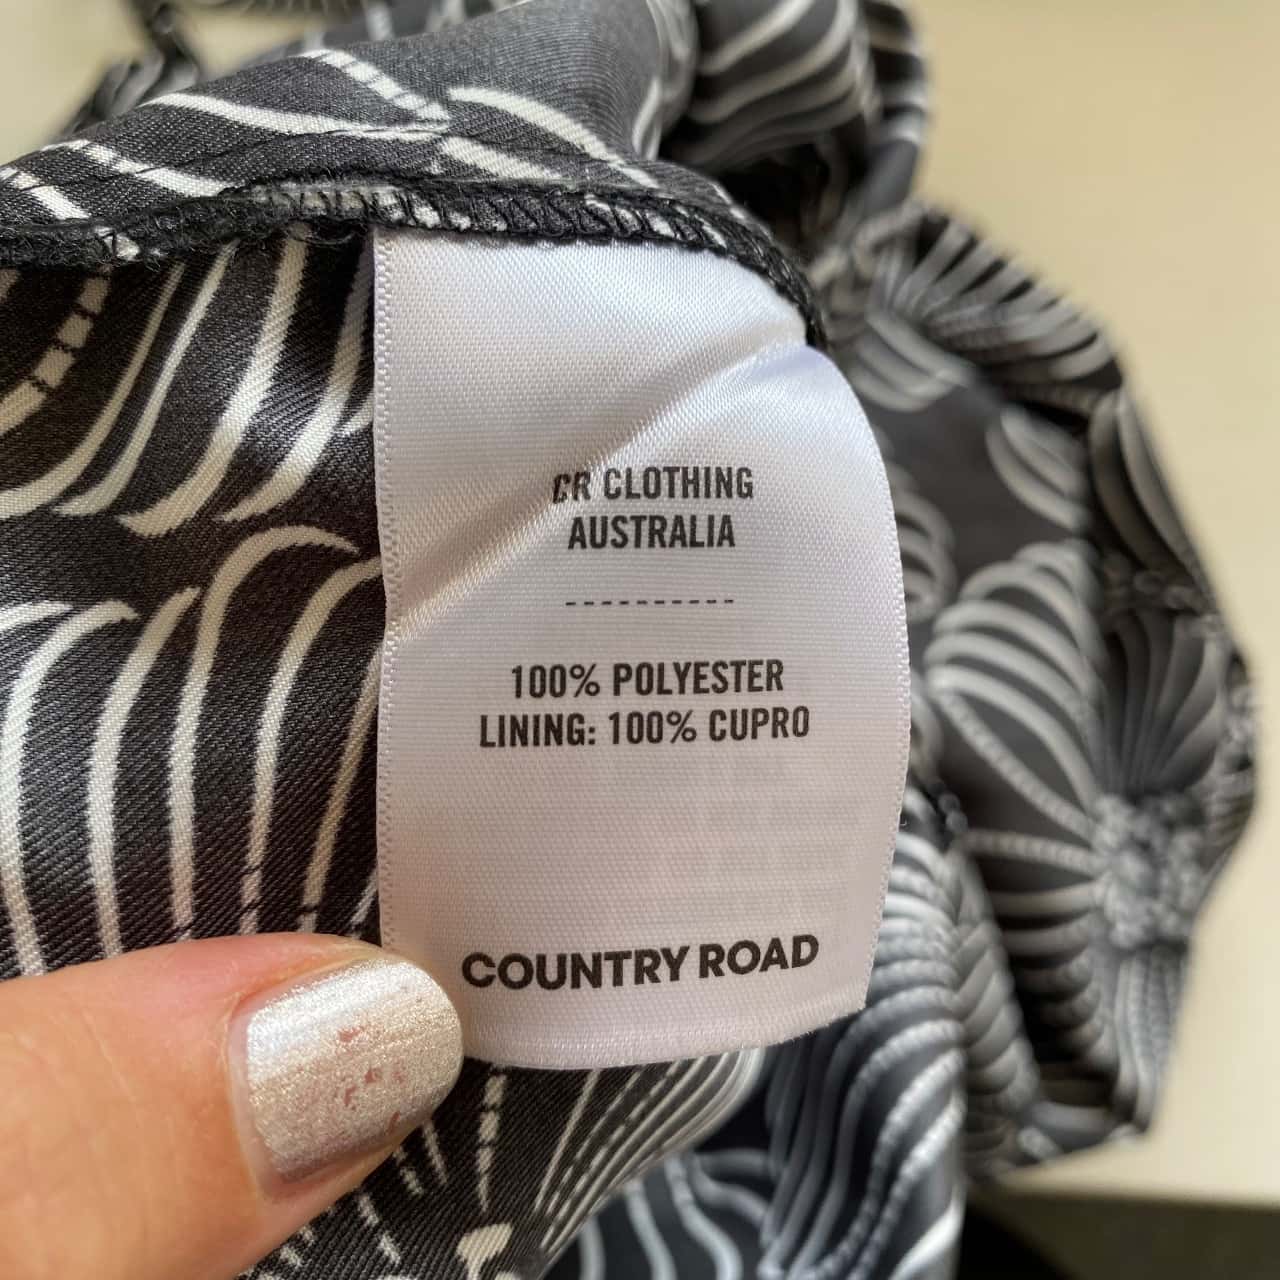 CR CLOTHING
AUSTRALIA
----------
100% POLYESTER
LINING: 100% CUPRO
COUNTRY ROAD